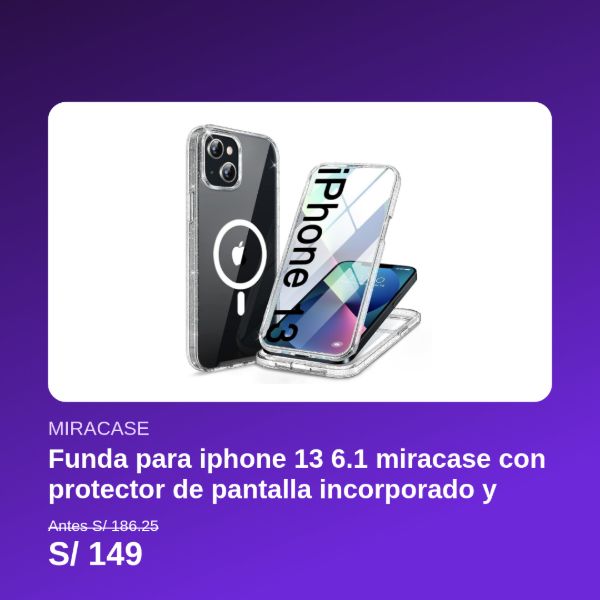 iPhone 13
MIRACASE
Funda para iphone 13 6.1 miracase con
protector de pantalla incorporado y
Antes S/ 186.25
S/ 149